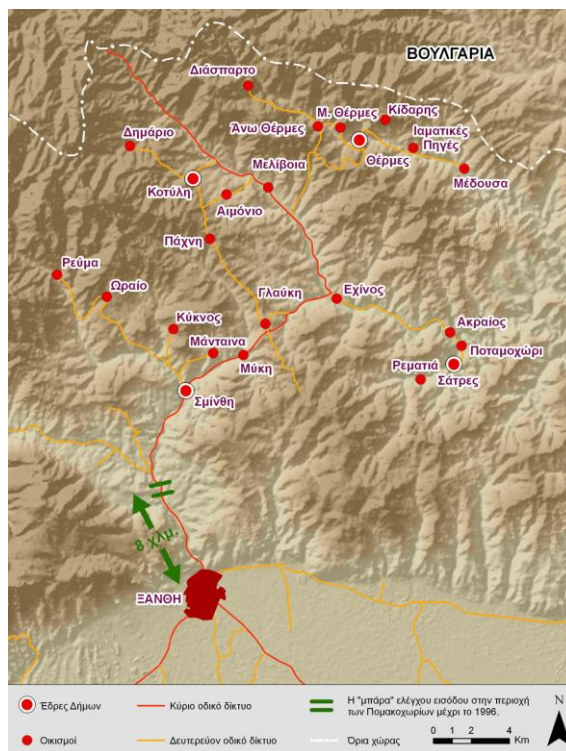 ΒΟΥΛΓΑΡΙΑ
Διάσπαρτο
Μ. Θέρμες
Κίδαρης
Δημάριο
Άνω Θέρμες
Ιαματικές
Πηγές
Θέρμες
Μελίβοια
Μέδουσα
Κοτύλη
Αιμόνιο
Πάχνη
Ρεύμα
Ωραίο
Εχίνος
Γλαύκη
Κύκνος
Ακραίος
Μάνταινα
Ποταμοχώρι
Μύκη
Ρεματιά
Σάτρες
Σμίνθη
8 χλμ.
ΞΑΝΘΗ
Έδρες Δήμων
Κύριο οδικό δίκτυο
Η "μπάρα" ελέγχου εισόδου στην περιοχή
των Πομακοχωρίων μέχρι το 1996.
N
Οικισμοί
Δευτερεύον οδικό δίκτυο
Όρια χώρας
0 1 2 4
Km